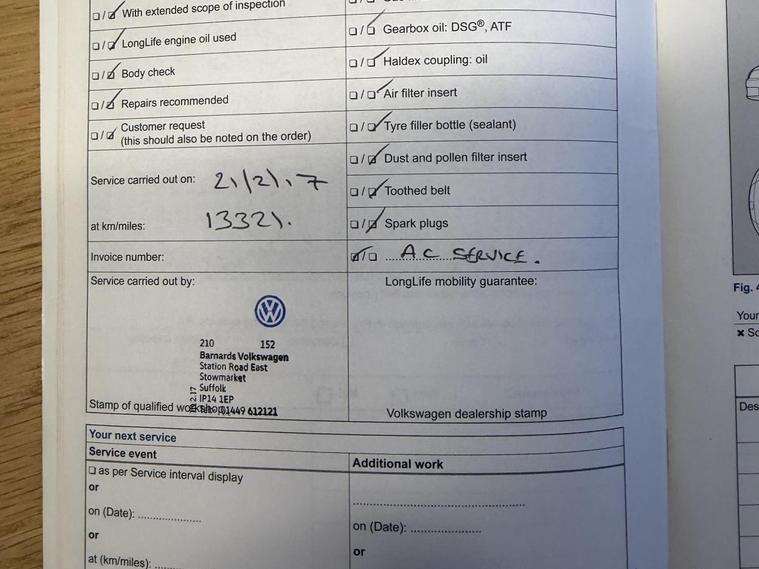 With extended scope of inspection
LongLife engine oil used
Body check
Repairs recommended
Customer request
(this should also be noted on the order)
Service carried out on: 21/2/17
at km/miles: 13321.
Invoice number:
Gearbox oil: DSG®, ATF
Haldex coupling: oil
Air filter insert
Tyre filler bottle (sealant)
Dust and pollen filter insert
Toothed belt
Spark plugs
AC SERVICE.
Service carried out by:
VW
210 152
Barnards Volkswagen
Station Road East
Stowmarket
Suffolk
IP14 1EP
01449 612121
Stamp of qualified workshop
LongLife mobility guarantee:
Volkswagen dealership stamp
Your next service
Service event
as per Service interval display
or
on (Date):
or
at (km/miles):
Additional work
on (Date):
or
Fig.
Your
Des